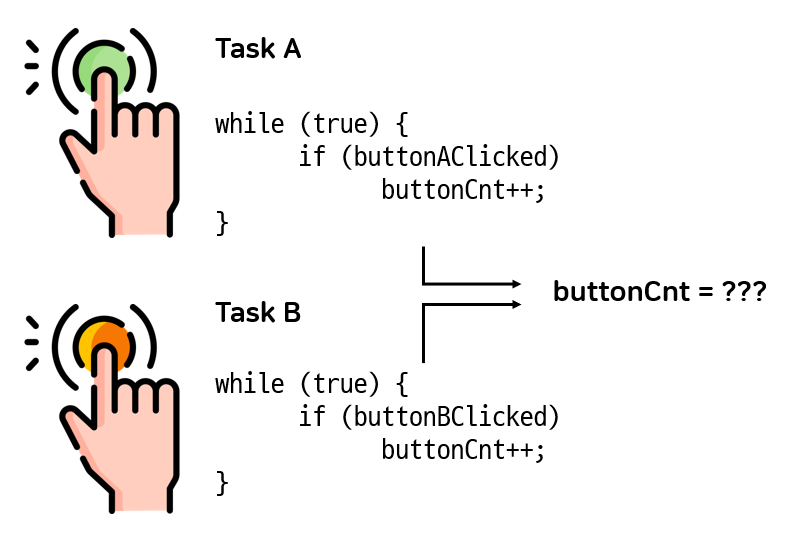 Task A
while (true) {
if (buttonAClicked)
buttonCnt++;
}
buttonCnt = ???
Task B
while (true) {
if (buttonBClicked)
buttonCnt++;
}